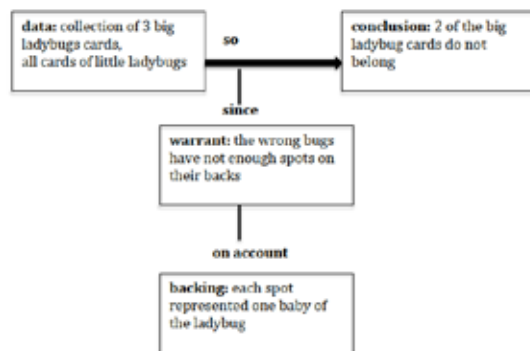 data: collection of 3 big
ladybugs cards,
all cards of little ladybugs
so
conclusion: 2 of the big
ladybug cards do not
belong
since
warrant: the wrong bugs
have not enough spots on
their backs
on account
backing: each spot
represented one baby of
the ladybug